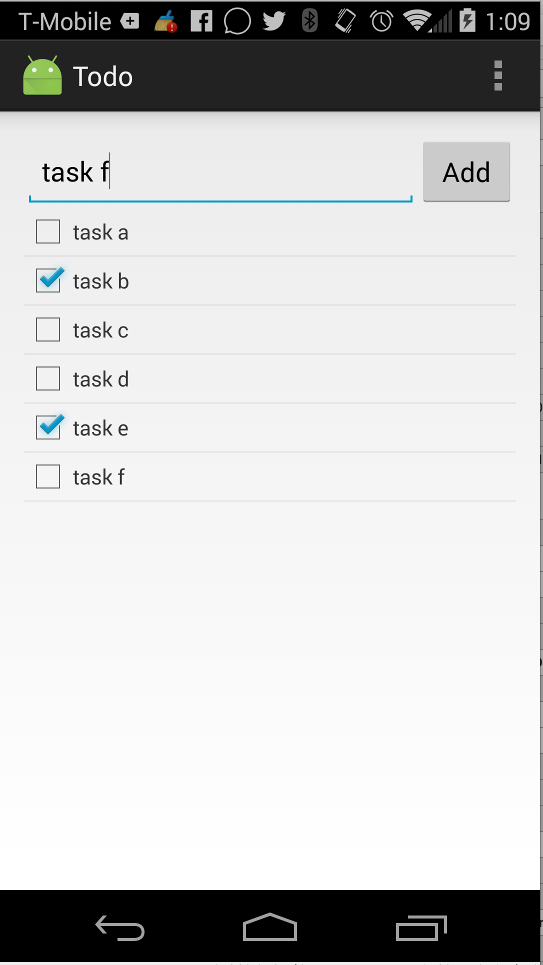 T-Mobile 1:09
Todo
task f Add
task a
task b
task c
task d
task e
task f